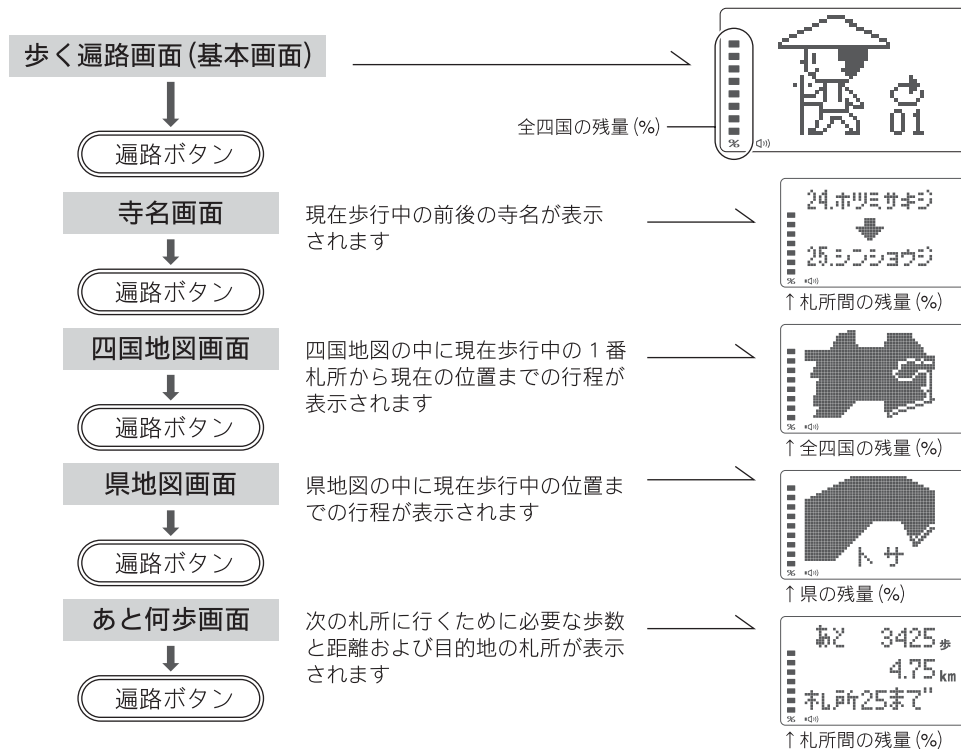 歩く遍路画面(基本画面)
全四国の残量(%)
%
01
遍路ボタン
寺名画面
現在歩行中の前後の寺名が表示
されます
24.ホツミサキジ
25.シンショウジ
%
↑札所間の残量(%)
遍路ボタン
四国地図画面
四国地図の中に現在歩行中の1番
札所から現在の位置までの行程が
表示されます
%
↑全四国の残量(%)
遍路ボタン
県地図画面
県地図の中に現在歩行中の位置ま
での行程が表示されます
トサ
%
↑県の残量(%)
遍路ボタン
あと何歩画面
次の札所に行くために必要な歩数
と距離および目的地の札所が表示
されます
あと 3425歩
4.75km
札所25まで
%
↑札所間の残量(%)
遍路ボタン